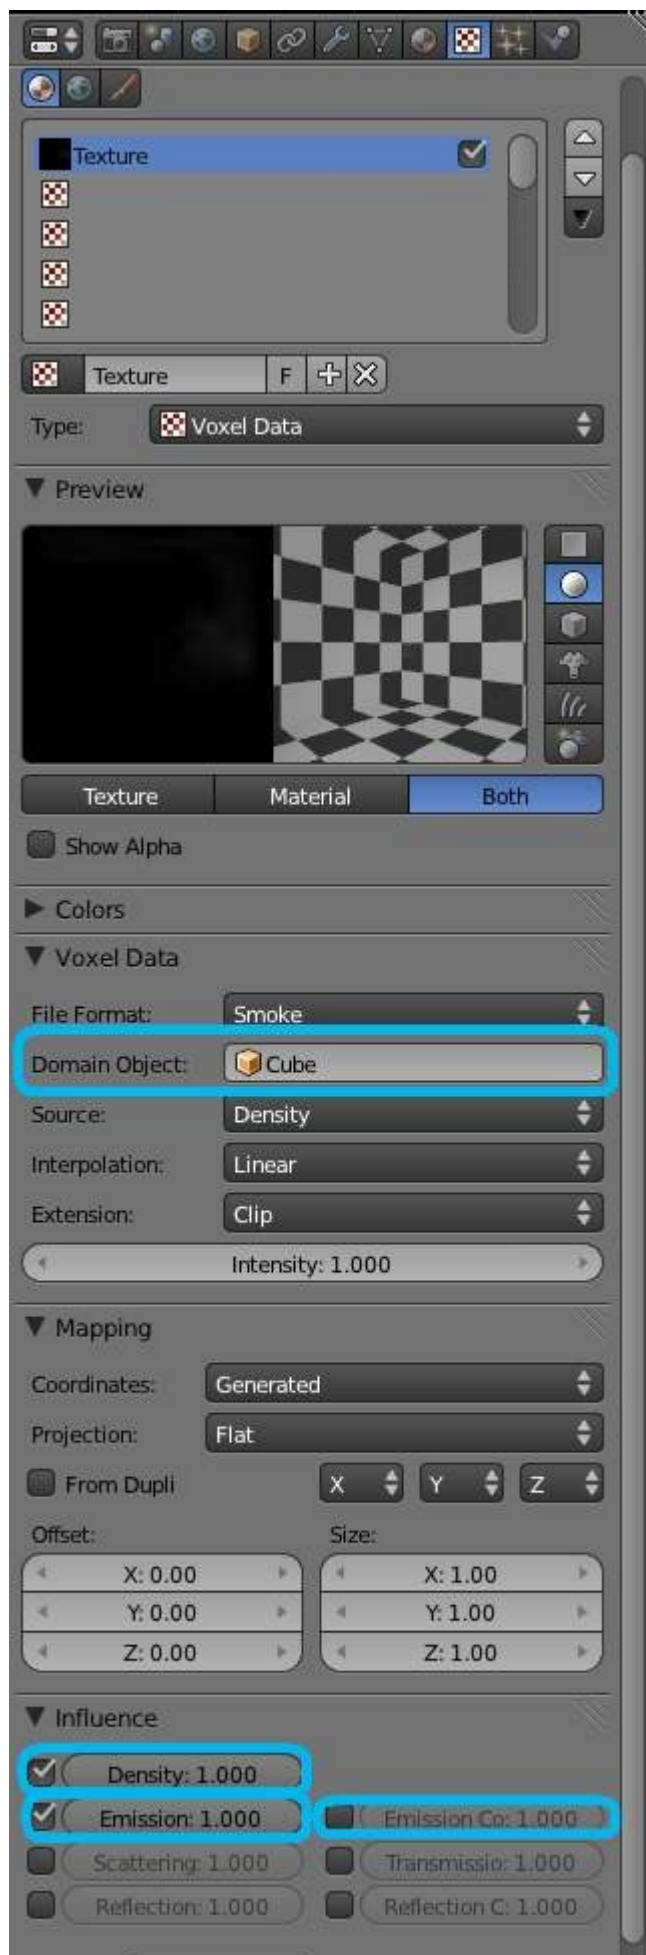 Texture
Texture F
Type: Voxel Data
Preview
Texture Material Both
Show Alpha
Colors
Voxel Data
File Format: Smoke
Domain Object: Cube
Source: Density
Interpolation: Linear
Extension: Clip
Intensity: 1.000
Mapping
Coordinates: Generated
Projection: Flat
From Dupli X Y Z
Offset: Size:
X: 0.00 X: 1.00
Y: 0.00 Y: 1.00
Z: 0.00 Z: 1.00
Influence
Density: 1.000
Emission: 1.000 Emission Co: 1.000
Scattering: 1.000 Transmissio: 1.000
Reflection: 1.000 Reflection C: 1.000